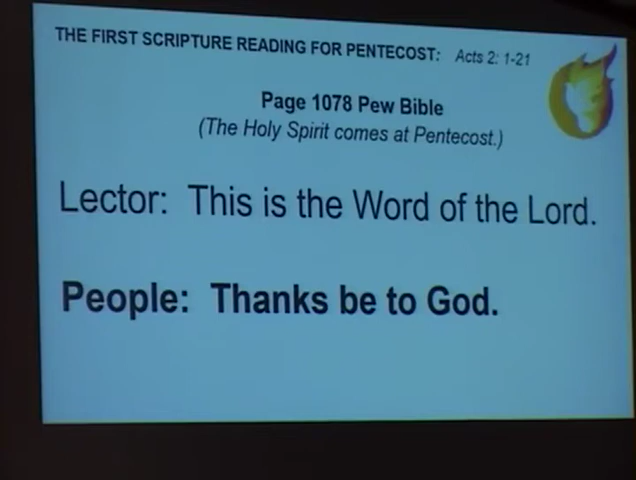 THE FIRST SCRIPTURE READING FOR PENTECOST: Acts 2: 1-21
Page 1078 Pew Bible
(The Holy Spirit comes at Pentecost.)
Lector: This is the Word of the Lord.
People: Thanks be to God.